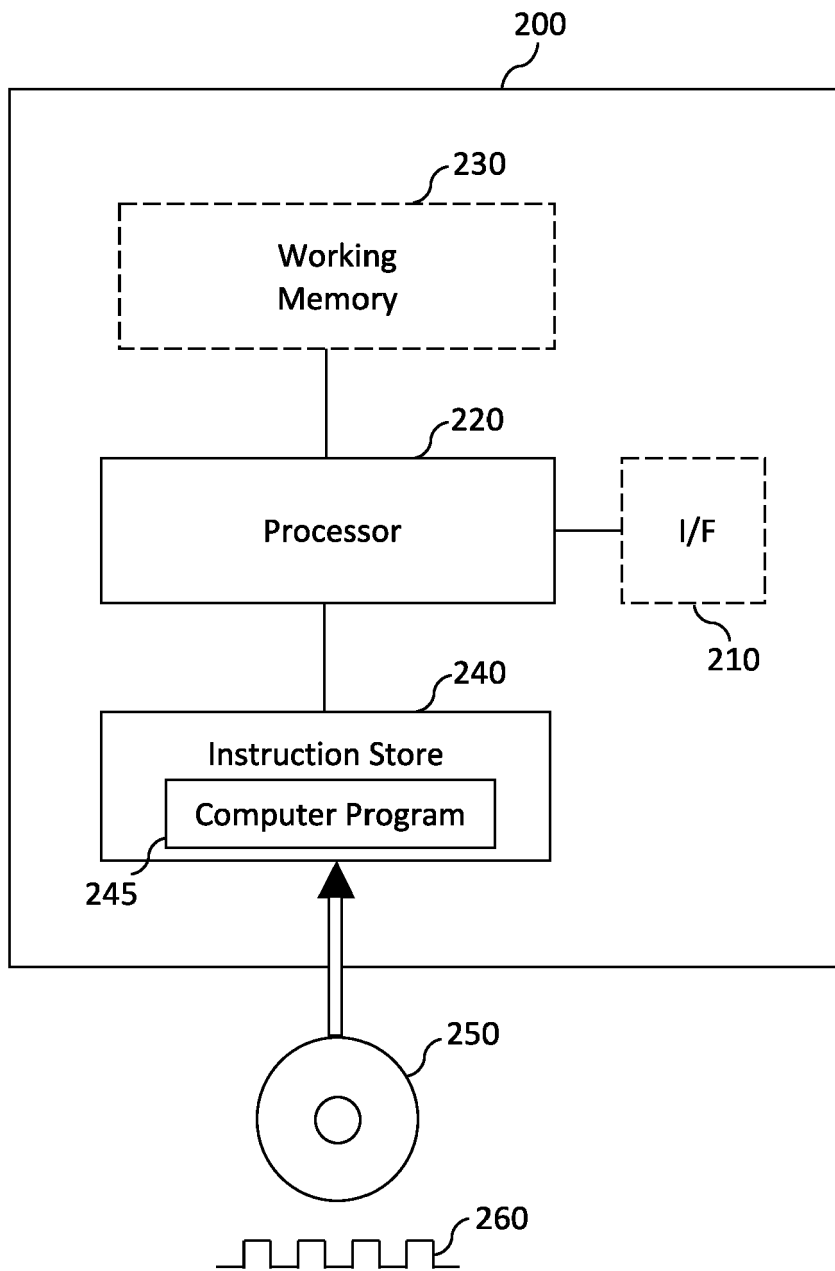 200
230
Working
Memory
220
Processor
I/F
210
240
Instruction Store
Computer Program
245
250
260